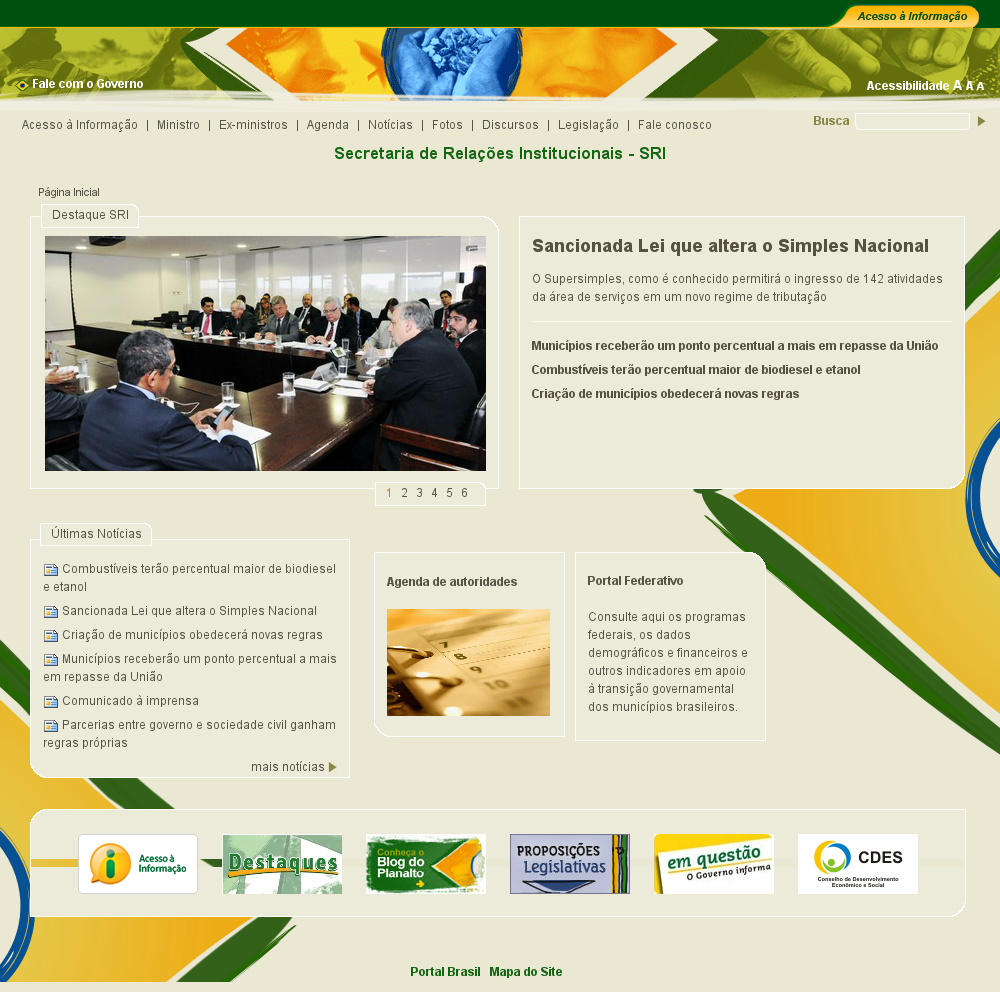 Acesso à Informação
Fale com o Governo
Acessibilidade A A A
Acesso à Informação | Ministro | Ex-ministros | Agenda | Notícias | Fotos | Discursos | Legislação | Fale conosco
Busca
Secretaria de Relações Institucionais - SRI
Página Inicial
Destaque SRI
Sancionada Lei que altera o Simples Nacional
O Supersimples, como é conhecido permitirá o ingresso de 142 atividades
da área de serviços em um novo regime de tributação
Municípios receberão um ponto percentual a mais em repasse da União
Combustíveis terão percentual maior de biodiesel e etanol
Criação de municípios obedecerá novas regras
1 2 3 4 5 6
Últimas Notícias
Combustíveis terão percentual maior de biodiesel
e etanol
Sancionada Lei que altera o Simples Nacional
Criação de municípios obedecerá novas regras
Municípios receberão um ponto percentual a mais
em repasse da União
Comunicado à imprensa
Parcerias entre governo e sociedade civil ganham
regras próprias
mais notícias
Agenda de autoridades
7
8
9
Portal Federativo
Consulte aqui os programas
federais, os dados
demográficos e financeiros e
outros indicadores em apoio
à transição governamental
dos municípios brasileiros.
i
Acesso à
Informação
Destaques
Conheça o
Blog do
Planalto
PROPOSIÇÕES
Legislativas
em questão
O Governo informa
CDES
Conselho de Desenvolvimento
Econômico e Social
Portal Brasil Mapa do Site